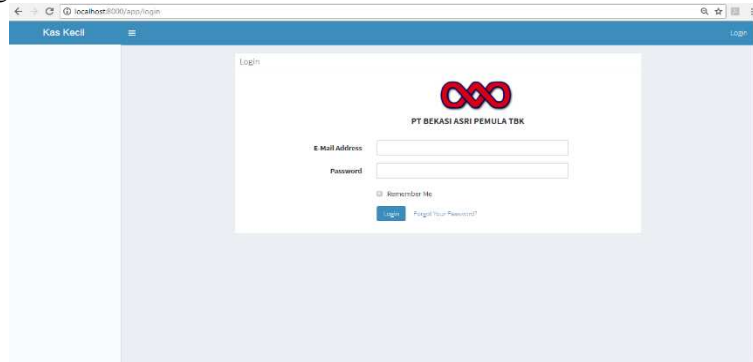 localhost:8000/app/login
Kas Kecil
Login
Login
PT BEKASI ASRI PEMULA TBK
E-Mail Address
Password
Remember Me
Login Forgot Your Password?